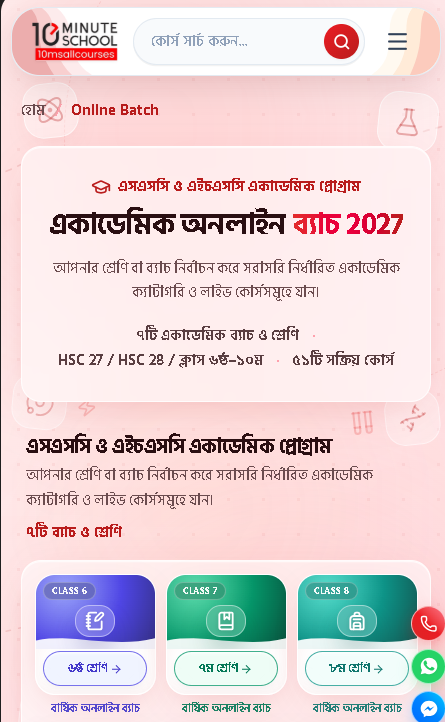 10 MINUTE SCHOOL
10msallcourses
কোর্স সার্চ করুন...
হোম Online Batch
এসএসসি ও এইচএসসি একাডেমিক প্রোগ্রাম
একাডেমিক অনলাইন ব্যাচ 2027
আপনার শ্রেণি বা ব্যাচ নির্বাচন করে সরাসরি নির্ধারিত একাডেমিক
ক্যাটাগরি ও লাইভ কোর্সসমূহে যান।
৭টি একাডেমিক ব্যাচ ও শ্রেণি ·
HSC 27 / HSC 28 / ক্লাস ৬ষ্ঠ–১০ম · ৫১টি সক্রিয় কোর্স
এসএসসি ও এইচএসসি একাডেমিক প্রোগ্রাম
আপনার শ্রেণি বা ব্যাচ নির্বাচন করে সরাসরি নির্ধারিত একাডেমিক
ক্যাটাগরি ও লাইভ কোর্সসমূহে যান।
৭টি ব্যাচ ও শ্রেণি
CLASS 6 CLASS 7 CLASS 8
৬ষ্ঠ শ্রেণি → ৭ম শ্রেণি → ৮ম শ্রেণি →
বার্ষিক অনলাইন ব্যাচ বার্ষিক অনলাইন ব্যাচ বার্ষিক অনলাইন ব্যাচ